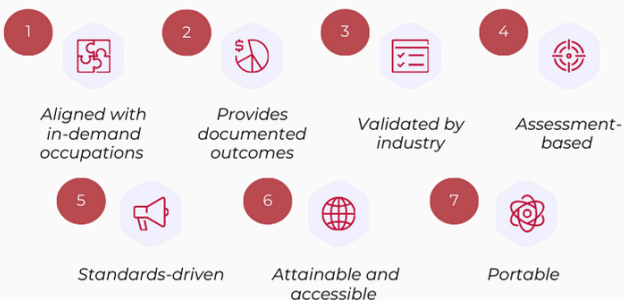 1
2
3
4
$
Aligned with
in-demand
occupations
Provides
documented
outcomes
Validated by
industry
Assessment-
based
5
6
7
Standards-driven
Attainable and
accessible
Portable